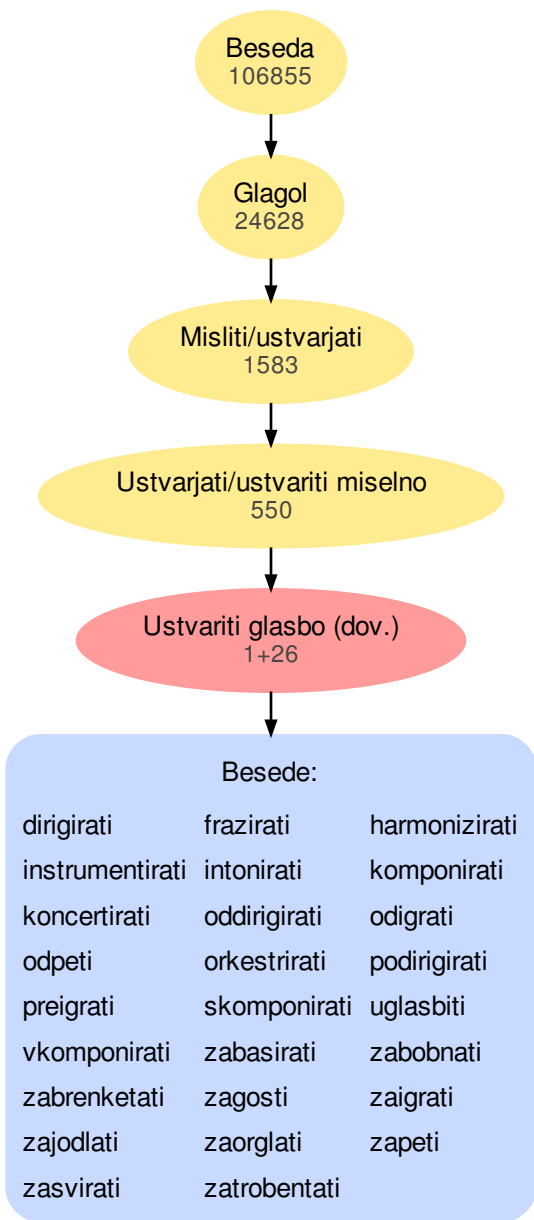 Beseda
106855
Glagol
24628
Misliti/ustvarjati
1583
Ustvarjati/ustvariti miselno
550
Ustvariti glasbo (dov.)
1+26
Besede:
dirigirati frazirati harmonizirati
instrumentirati intonirati komponirati
koncertirati oddirigirati odigrati
odpeti orkestrirati podirigirati
preigrati skomponirati uglasbiti
vkomponirati zabasirati zabobnati
zabrenketati zagosti zaigrati
zajodlati zaorglati zapeti
zasvirati zatrobentati